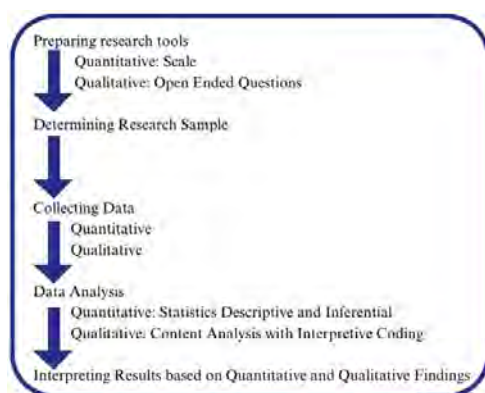 Preparing research tools
Quantitative: Scale
Qualitative: Open Ended Questions
Determining Research Sample
Collecting Data
Quantitative
Qualitative
Data Analysis
Quantitative: Statistics Descriptive and Inferential
Qualitative: Content Analysis with Interpretive Coding
Interpreting Results based on Quantitative and Qualitative Findings